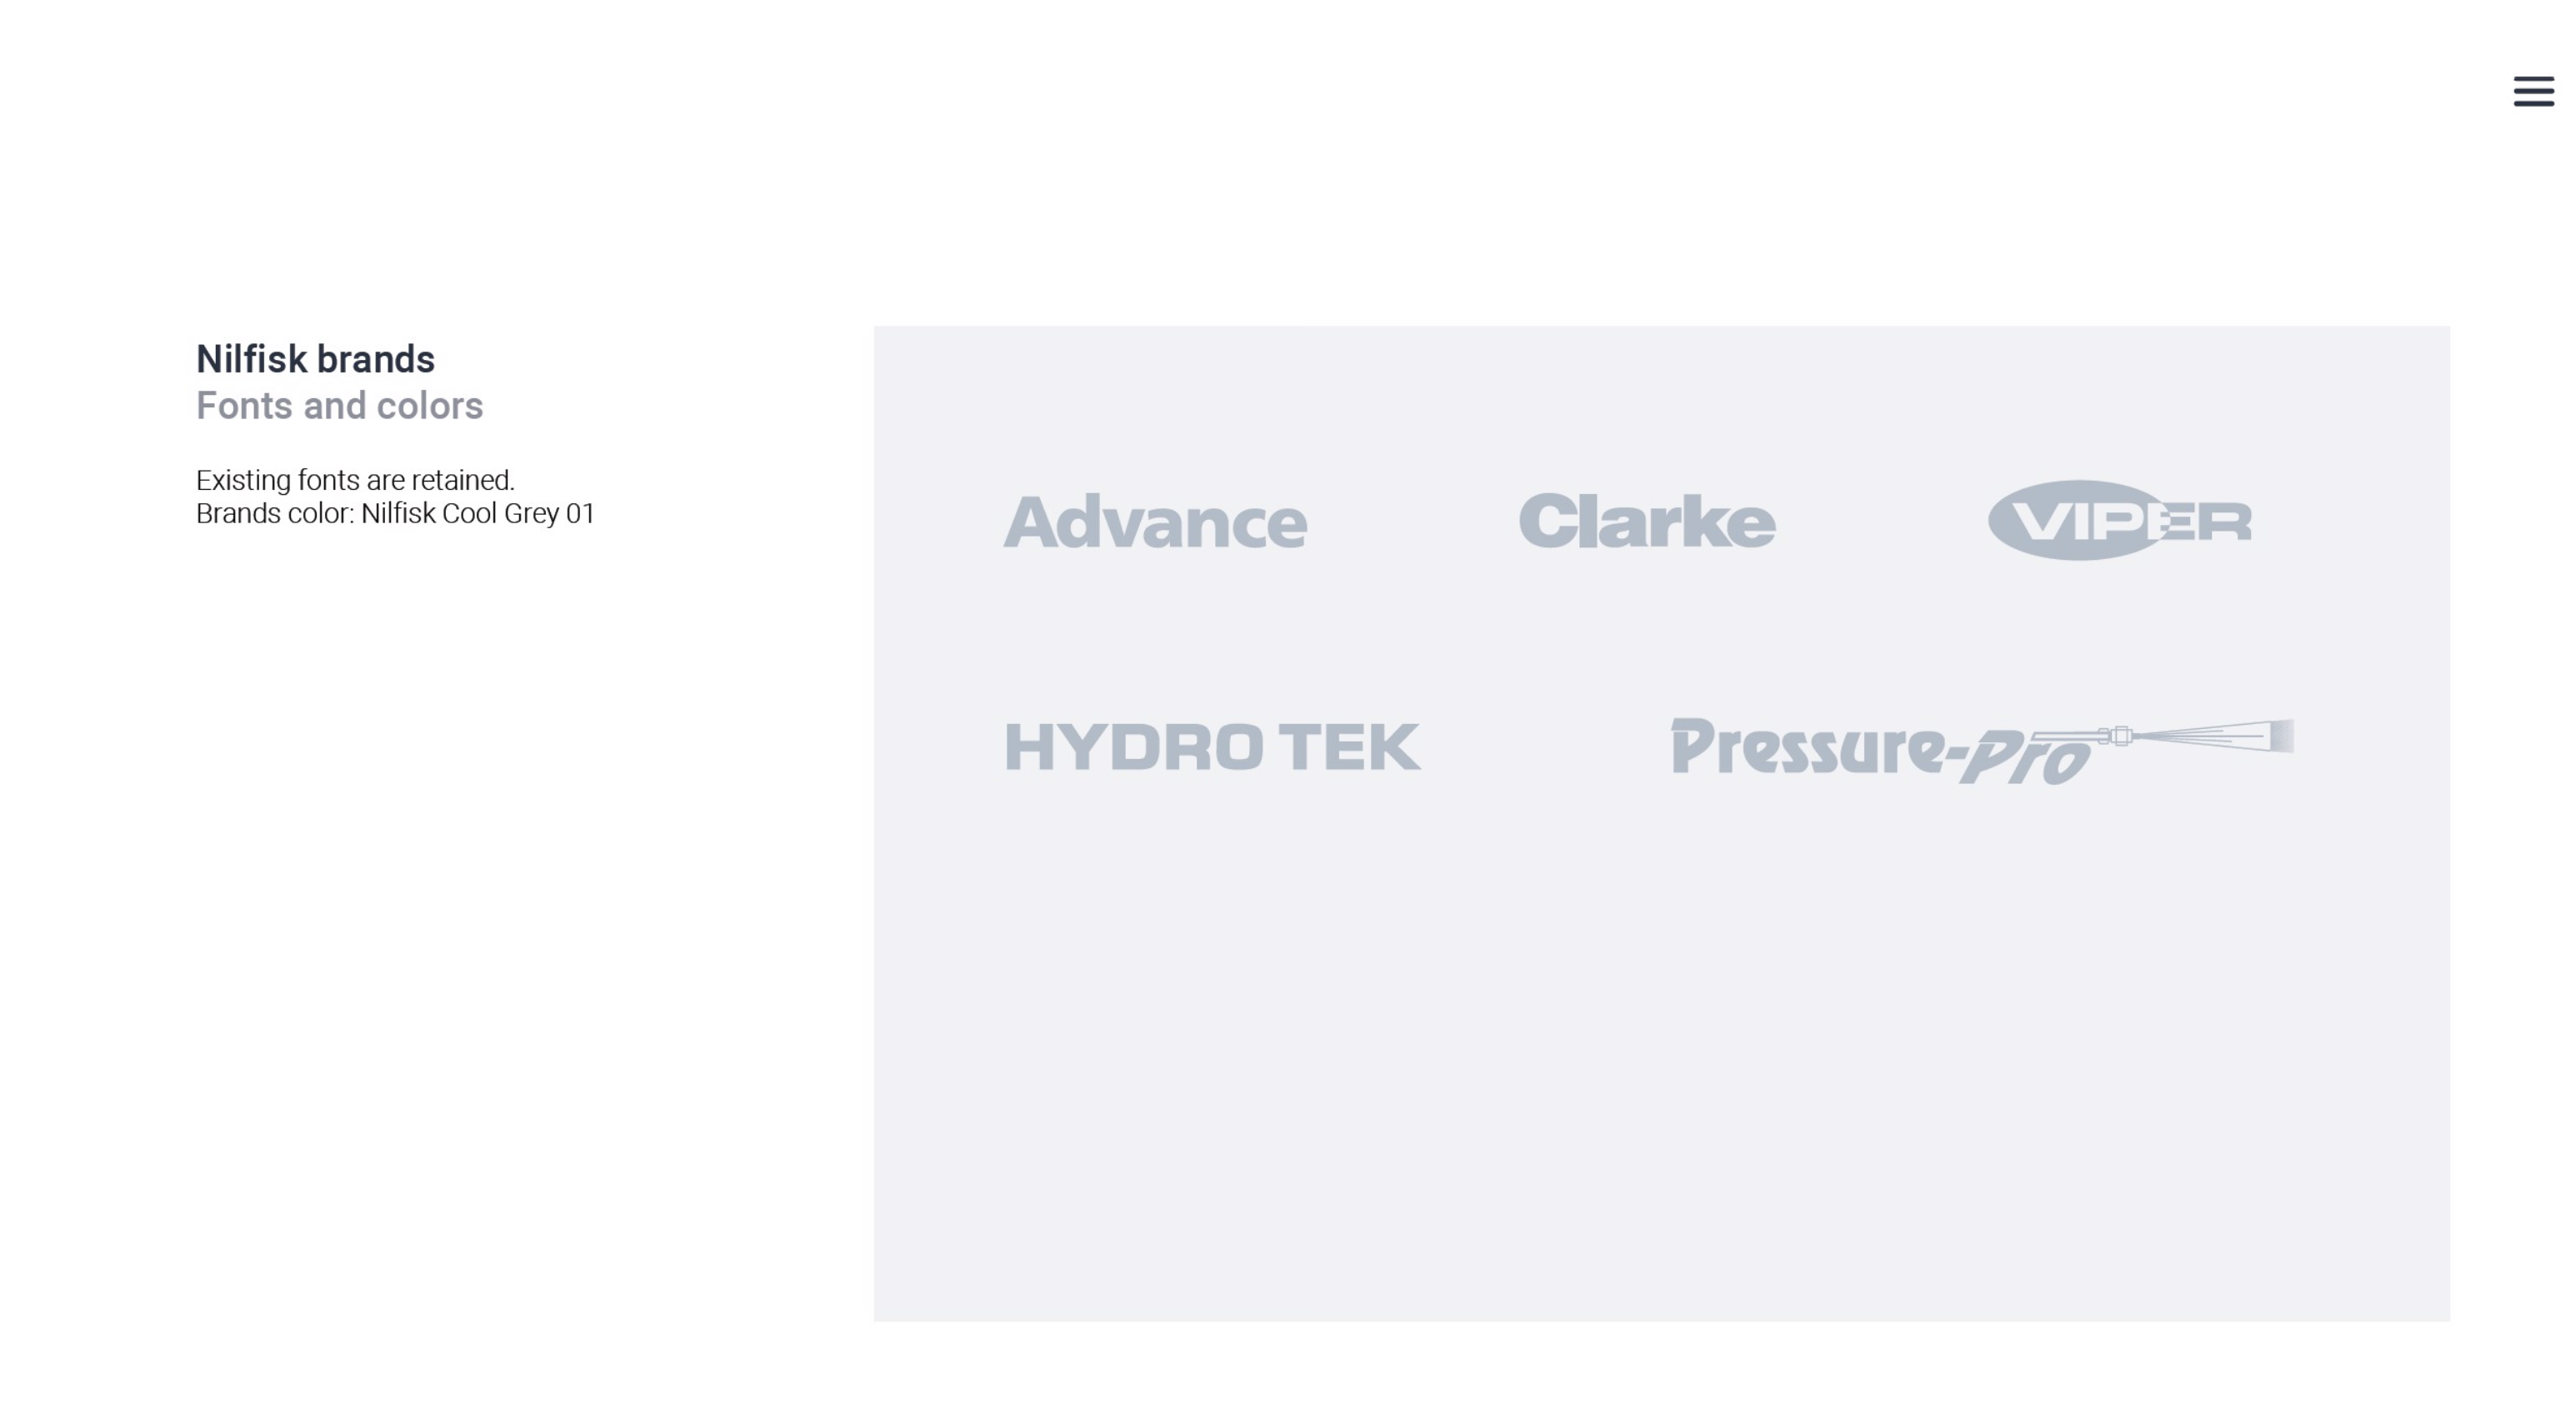 Nilfisk brands
Fonts and colors
Existing fonts are retained.
Brands color: Nilfisk Cool Grey 01
Advance
Clarke
VIPER
HYDRO TEK
Pressure-Pro